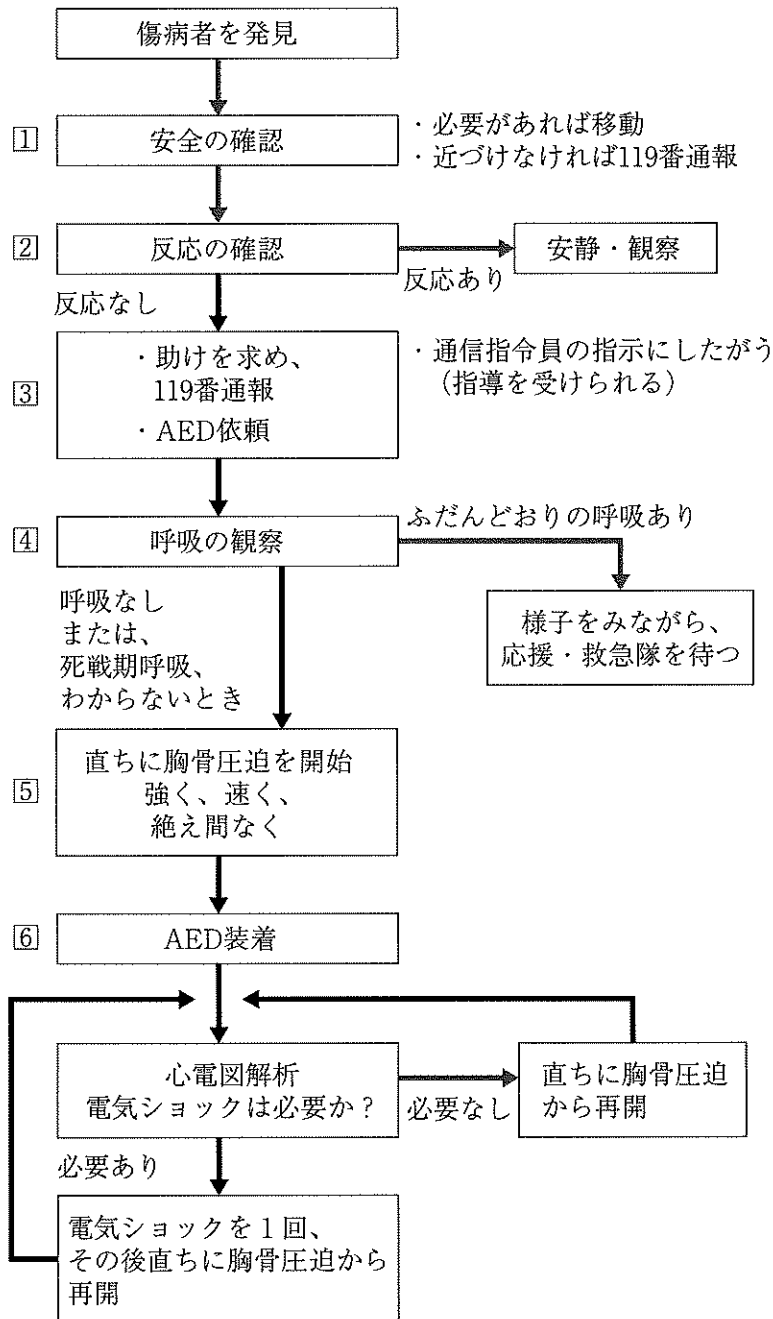 傷病者を発見
1 安全の確認
・必要があれば移動
・近づけなければ119番通報
2 反応の確認
反応あり
安静・観察
反応なし
3
・助けを求め、
119番通報
・AED依頼
・通信指令員の指示にしたがう
（指導を受けられる）
4 呼吸の観察
ふだんどおりの呼吸あり
様子をみながら、
応援・救急隊を待つ
呼吸なし
または、
死戦期呼吸、
わからないとき
5
直ちに胸骨圧迫を開始
強く、速く、
絶え間なく
6 AED装着
心電図解析
電気ショックは必要か？
必要なし
直ちに胸骨圧迫
から再開
必要あり
電気ショックを1回、
その後直ちに胸骨圧迫から
再開